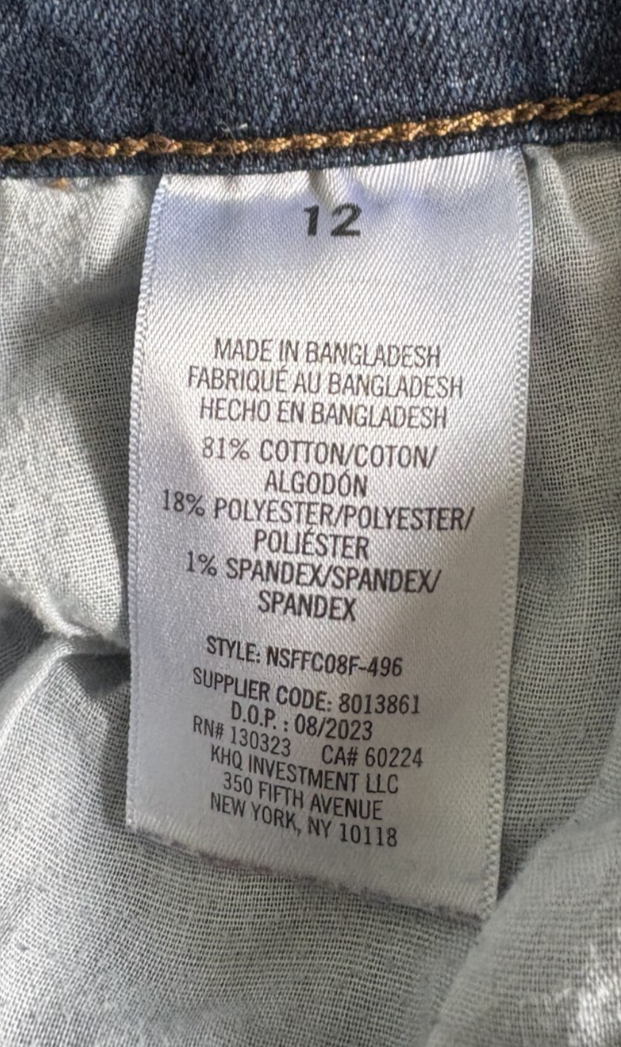 12
MADE IN BANGLADESH
FABRIQUÉ AU BANGLADESH
HECHO EN BANGLADESH
81% COTTON/COTON/
ALGODÓN
18% POLYESTER/POLYESTER/
POLIÉSTER
1% SPANDEX/SPANDEX/
SPANDEX
STYLE: NSFFC08F-496
SUPPLIER CODE: 8013861
D.O.P. : 08/2023
RN# 130323 CA# 60224
KHQ INVESTMENT LLC
350 FIFTH AVENUE
NEW YORK, NY 10118